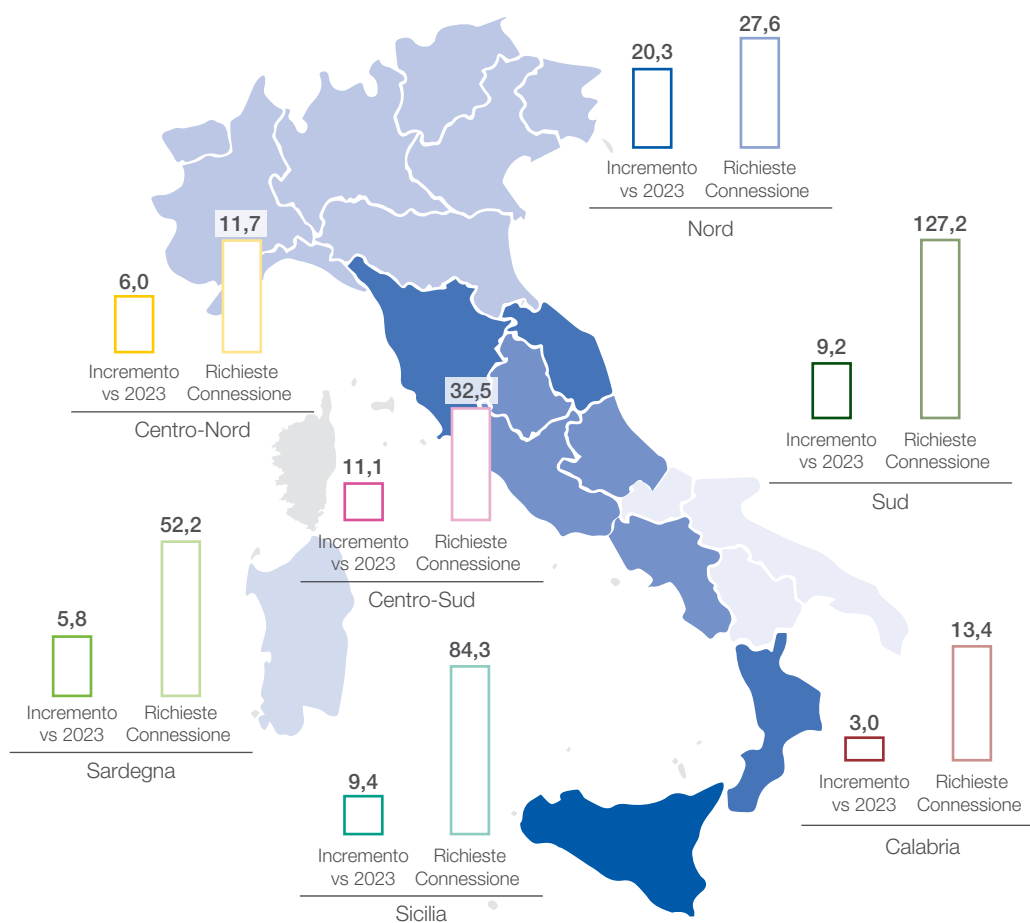 27,6
20,3
Incremento
vs 2023
Richieste
Connessione
Nord
11,7
6,0
Incremento
vs 2023
Richieste
Connessione
Centro-Nord
127,2
9,2
Incremento
vs 2023
Richieste
Connessione
Sud
32,5
11,1
Incremento
vs 2023
Richieste
Connessione
Centro-Sud
52,2
5,8
Incremento
vs 2023
Richieste
Connessione
Sardegna
84,3
9,4
Incremento
vs 2023
Richieste
Connessione
Sicilia
13,4
3,0
Incremento
vs 2023
Richieste
Connessione
Calabria